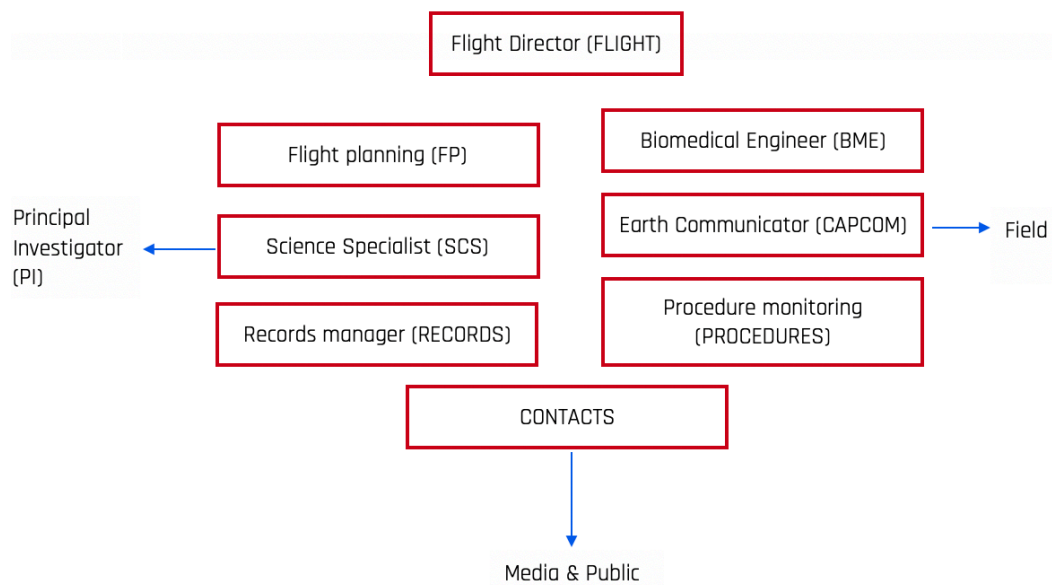 Flight Director (FLIGHT)
Flight planning (FP)
Biomedical Engineer (BME)
Principal
Investigator
(PI)
Science Specialist (SCS)
Earth Communicator (CAPCOM)
Field
Records manager (RECORDS)
Procedure monitoring
(PROCEDURES)
CONTACTS
Media & Public